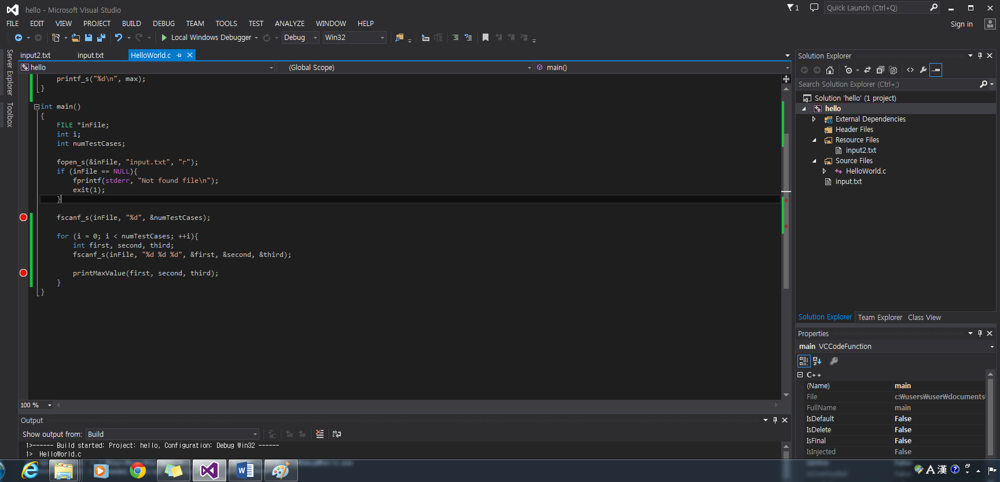 hello - Microsoft Visual Studio
1
Quick Launch (Ctrl+Q)
FILE EDIT VIEW PROJECT BUILD DEBUG TEAM TOOLS TEST ANALYZE WINDOW HELP
Sign in
Local Windows Debugger
Debug
Win32
Server Explorer
Toolbox
input2.txt
input.txt
HelloWorld.c
hello
(Global Scope)
main()
printf_s("%d\n", max);
}
int main()
{
FILE *inFile;
int i;
int numTestCases;
fopen_s(&inFile, "input.txt", "r");
if (inFile == NULL){
fprintf(stderr, "Not found file\n");
exit(1);
}
fscanf_s(inFile, "%d", &numTestCases);
for (i = 0; i < numTestCases; ++i){
int first, second, third;
fscanf_s(inFile, "%d %d %d", &first, &second, &third);
printMaxValue(first, second, third);
}
}
100 %
Output
Show output from: Build
1>------ Build started: Project: hello, Configuration: Debug Win32 ------
1> HelloWorld.c
Solution Explorer
Search Solution Explorer (Ctrl+;)
Solution 'hello' (1 project)
hello
External Dependencies
Header Files
Resource Files
input2.txt
Source Files
HelloWorld.c
input.txt
Solution Explorer Team Explorer Class View
Properties
main VCCodeFunction
C++
(Name) main
File c:₩users₩user₩documents
FullName main
IsDefault False
IsDelete False
IsFinal False
IsInjected False
A 漢